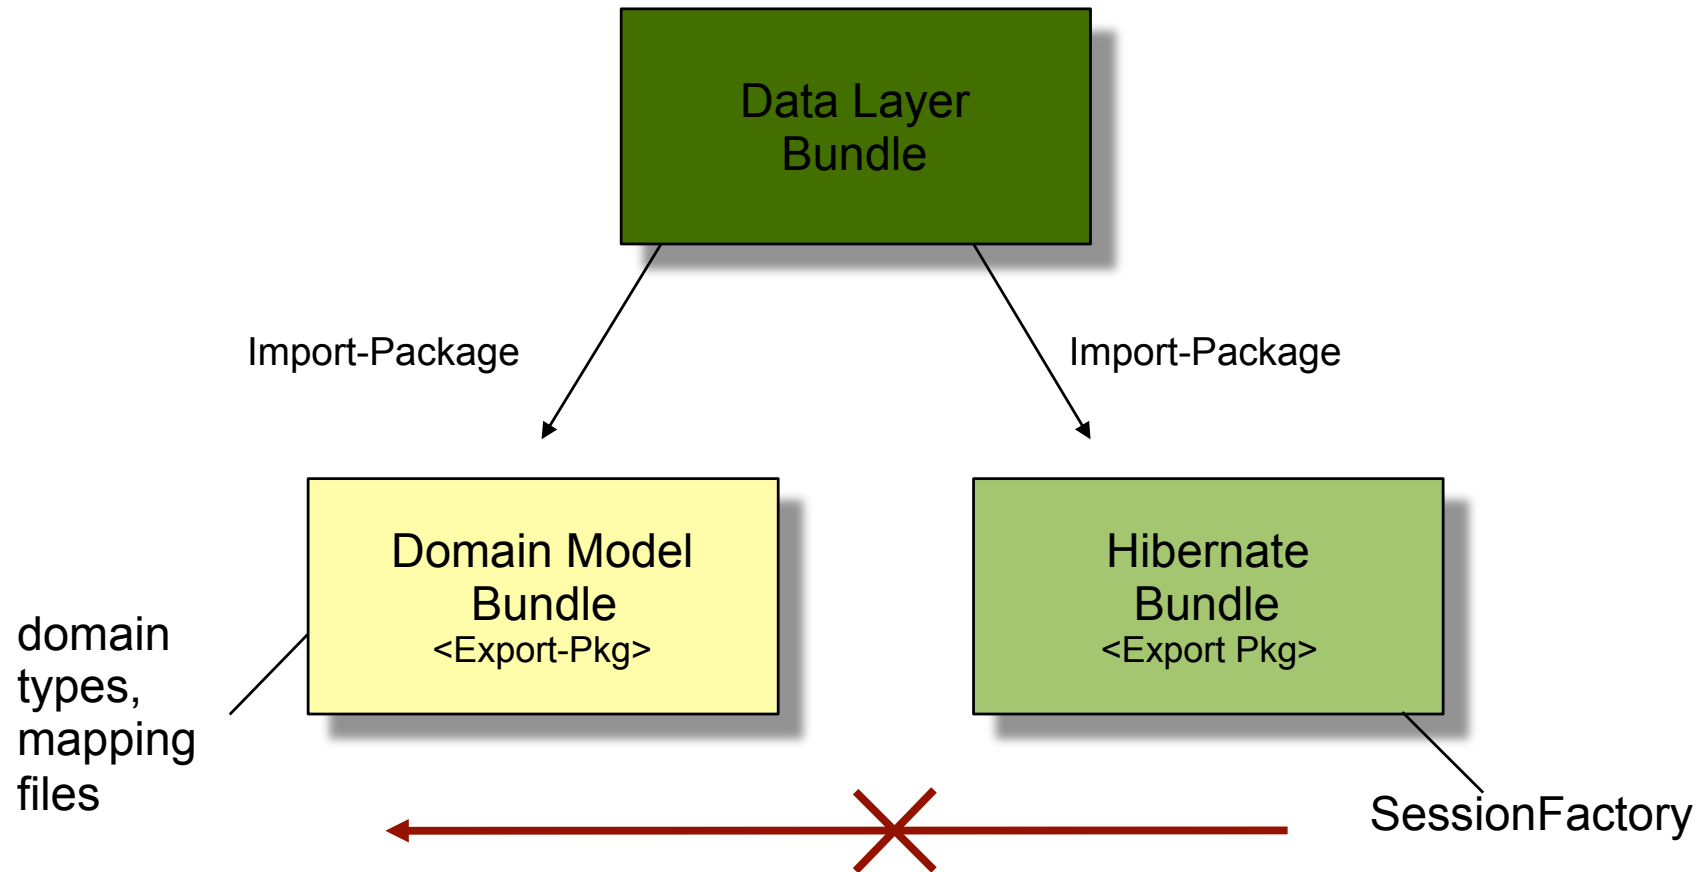 Data Layer
Bundle
Import-Package
Import-Package
Domain Model
Bundle
<Export-Pkg>
Hibernate
Bundle
<Export Pkg>
domain
types,
mapping
files
SessionFactory